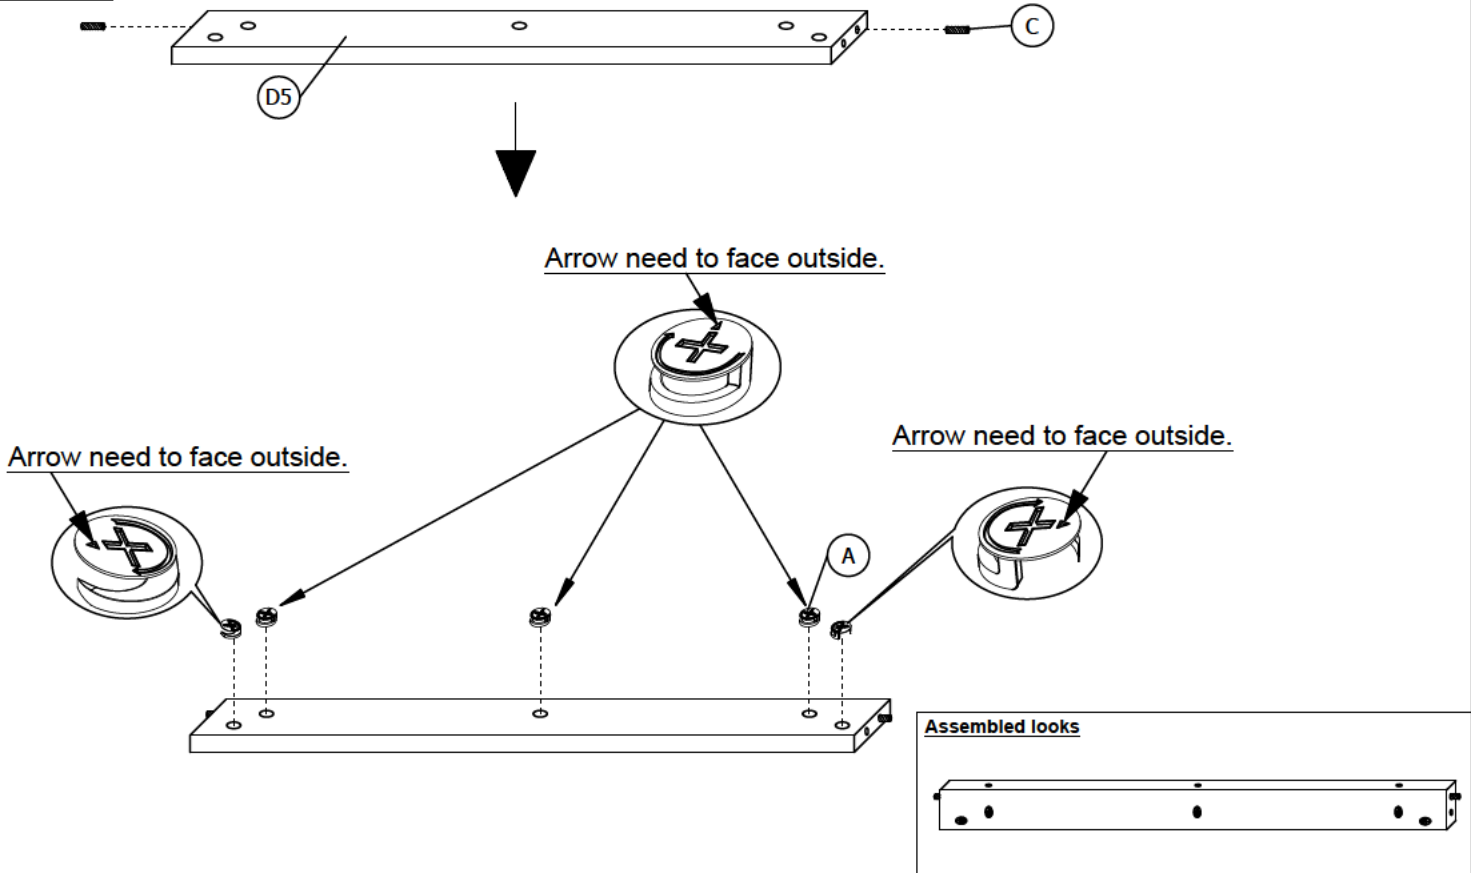 C
D5
Arrow need to face outside.
Arrow need to face outside.
Arrow need to face outside.
A
Assembled looks